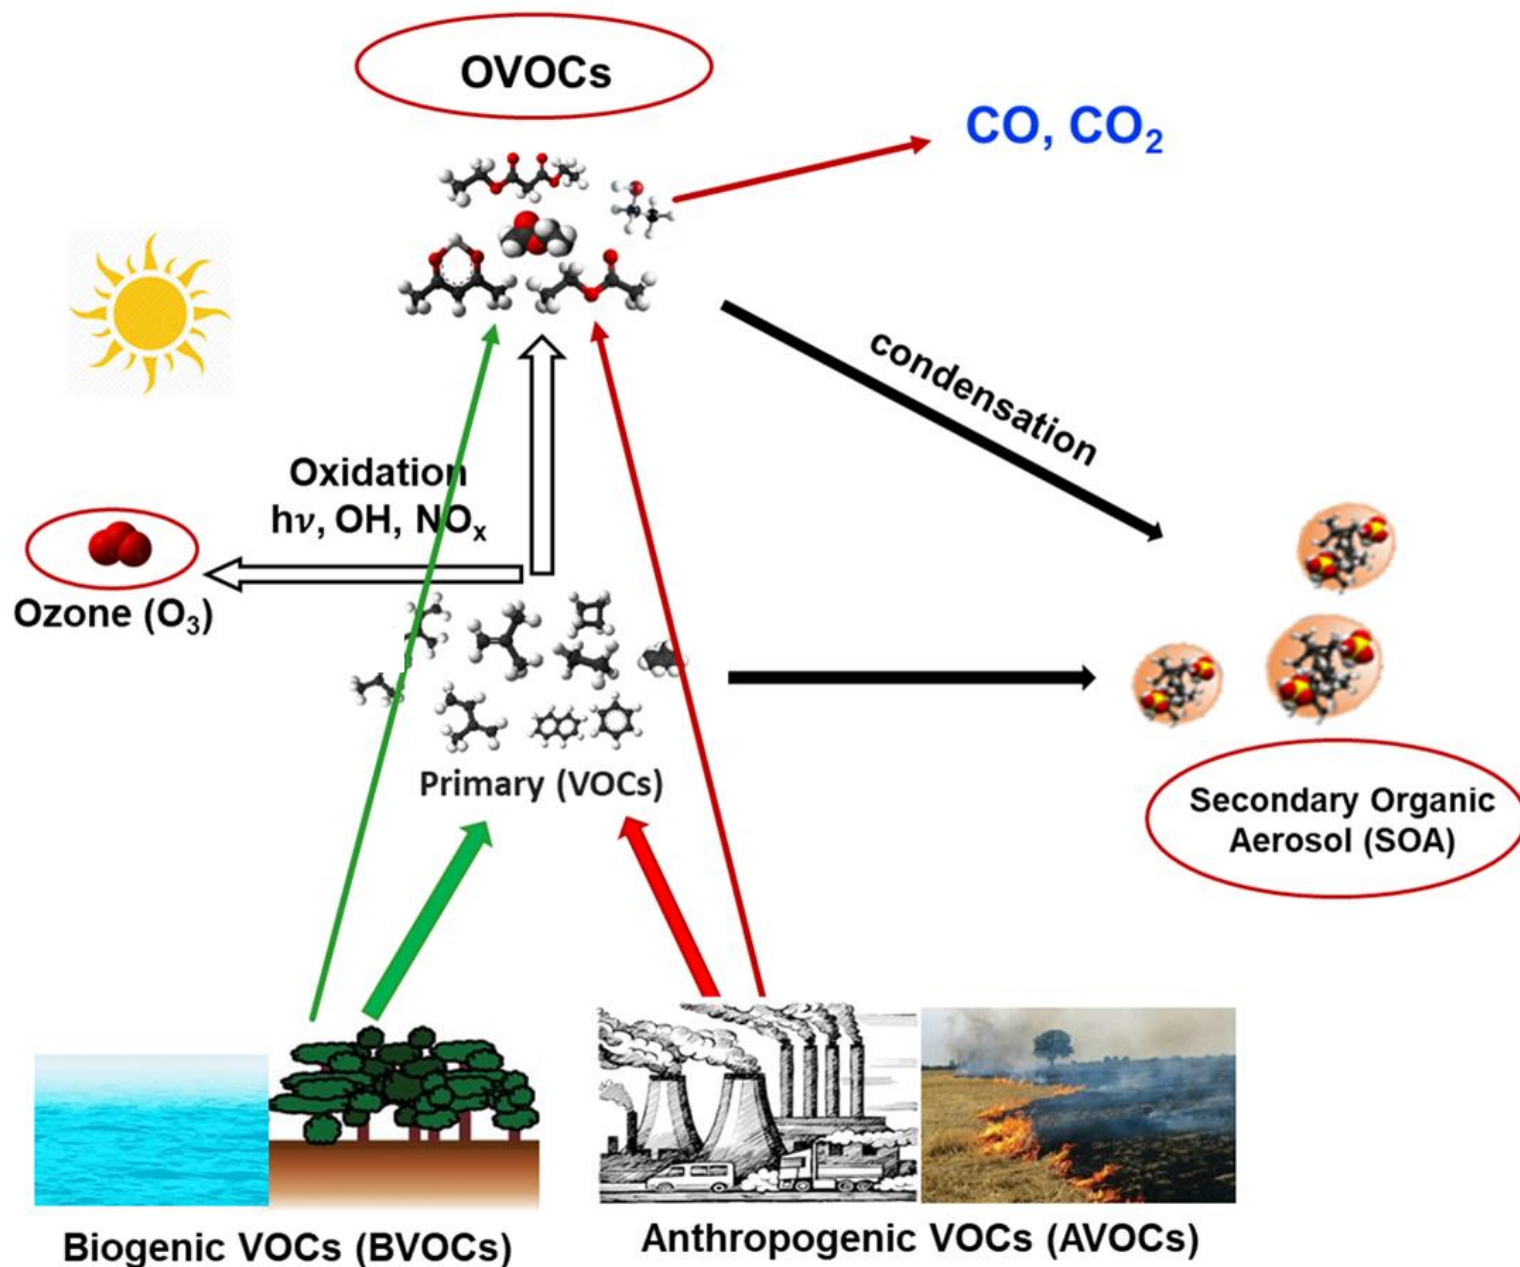 OVOCs
CO, CO₂
condensation
Oxidation
hν, OH, NOₓ
Ozone (O₃)
Primary (VOCs)
Secondary Organic
Aerosol (SOA)
Biogenic VOCs (BVOCs)
Anthropogenic VOCs (AVOCs)